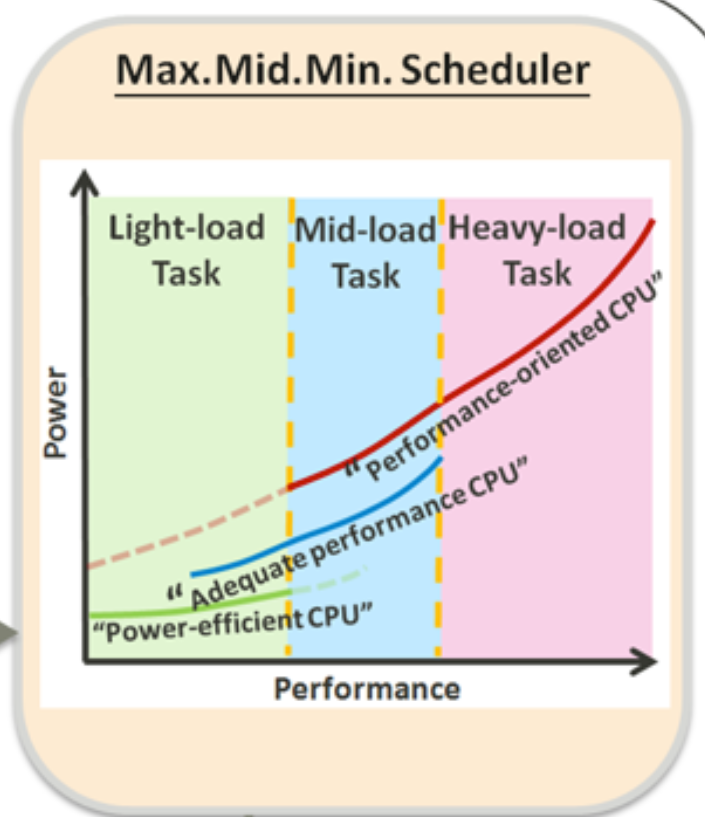 Max.Mid.Min. Scheduler
Light-load
Task
Mid-load
Task
Heavy-load
Task
Power
“ Performance-oriented CPU”
“ Adequate performance CPU”
“Power-efficient CPU”
Performance